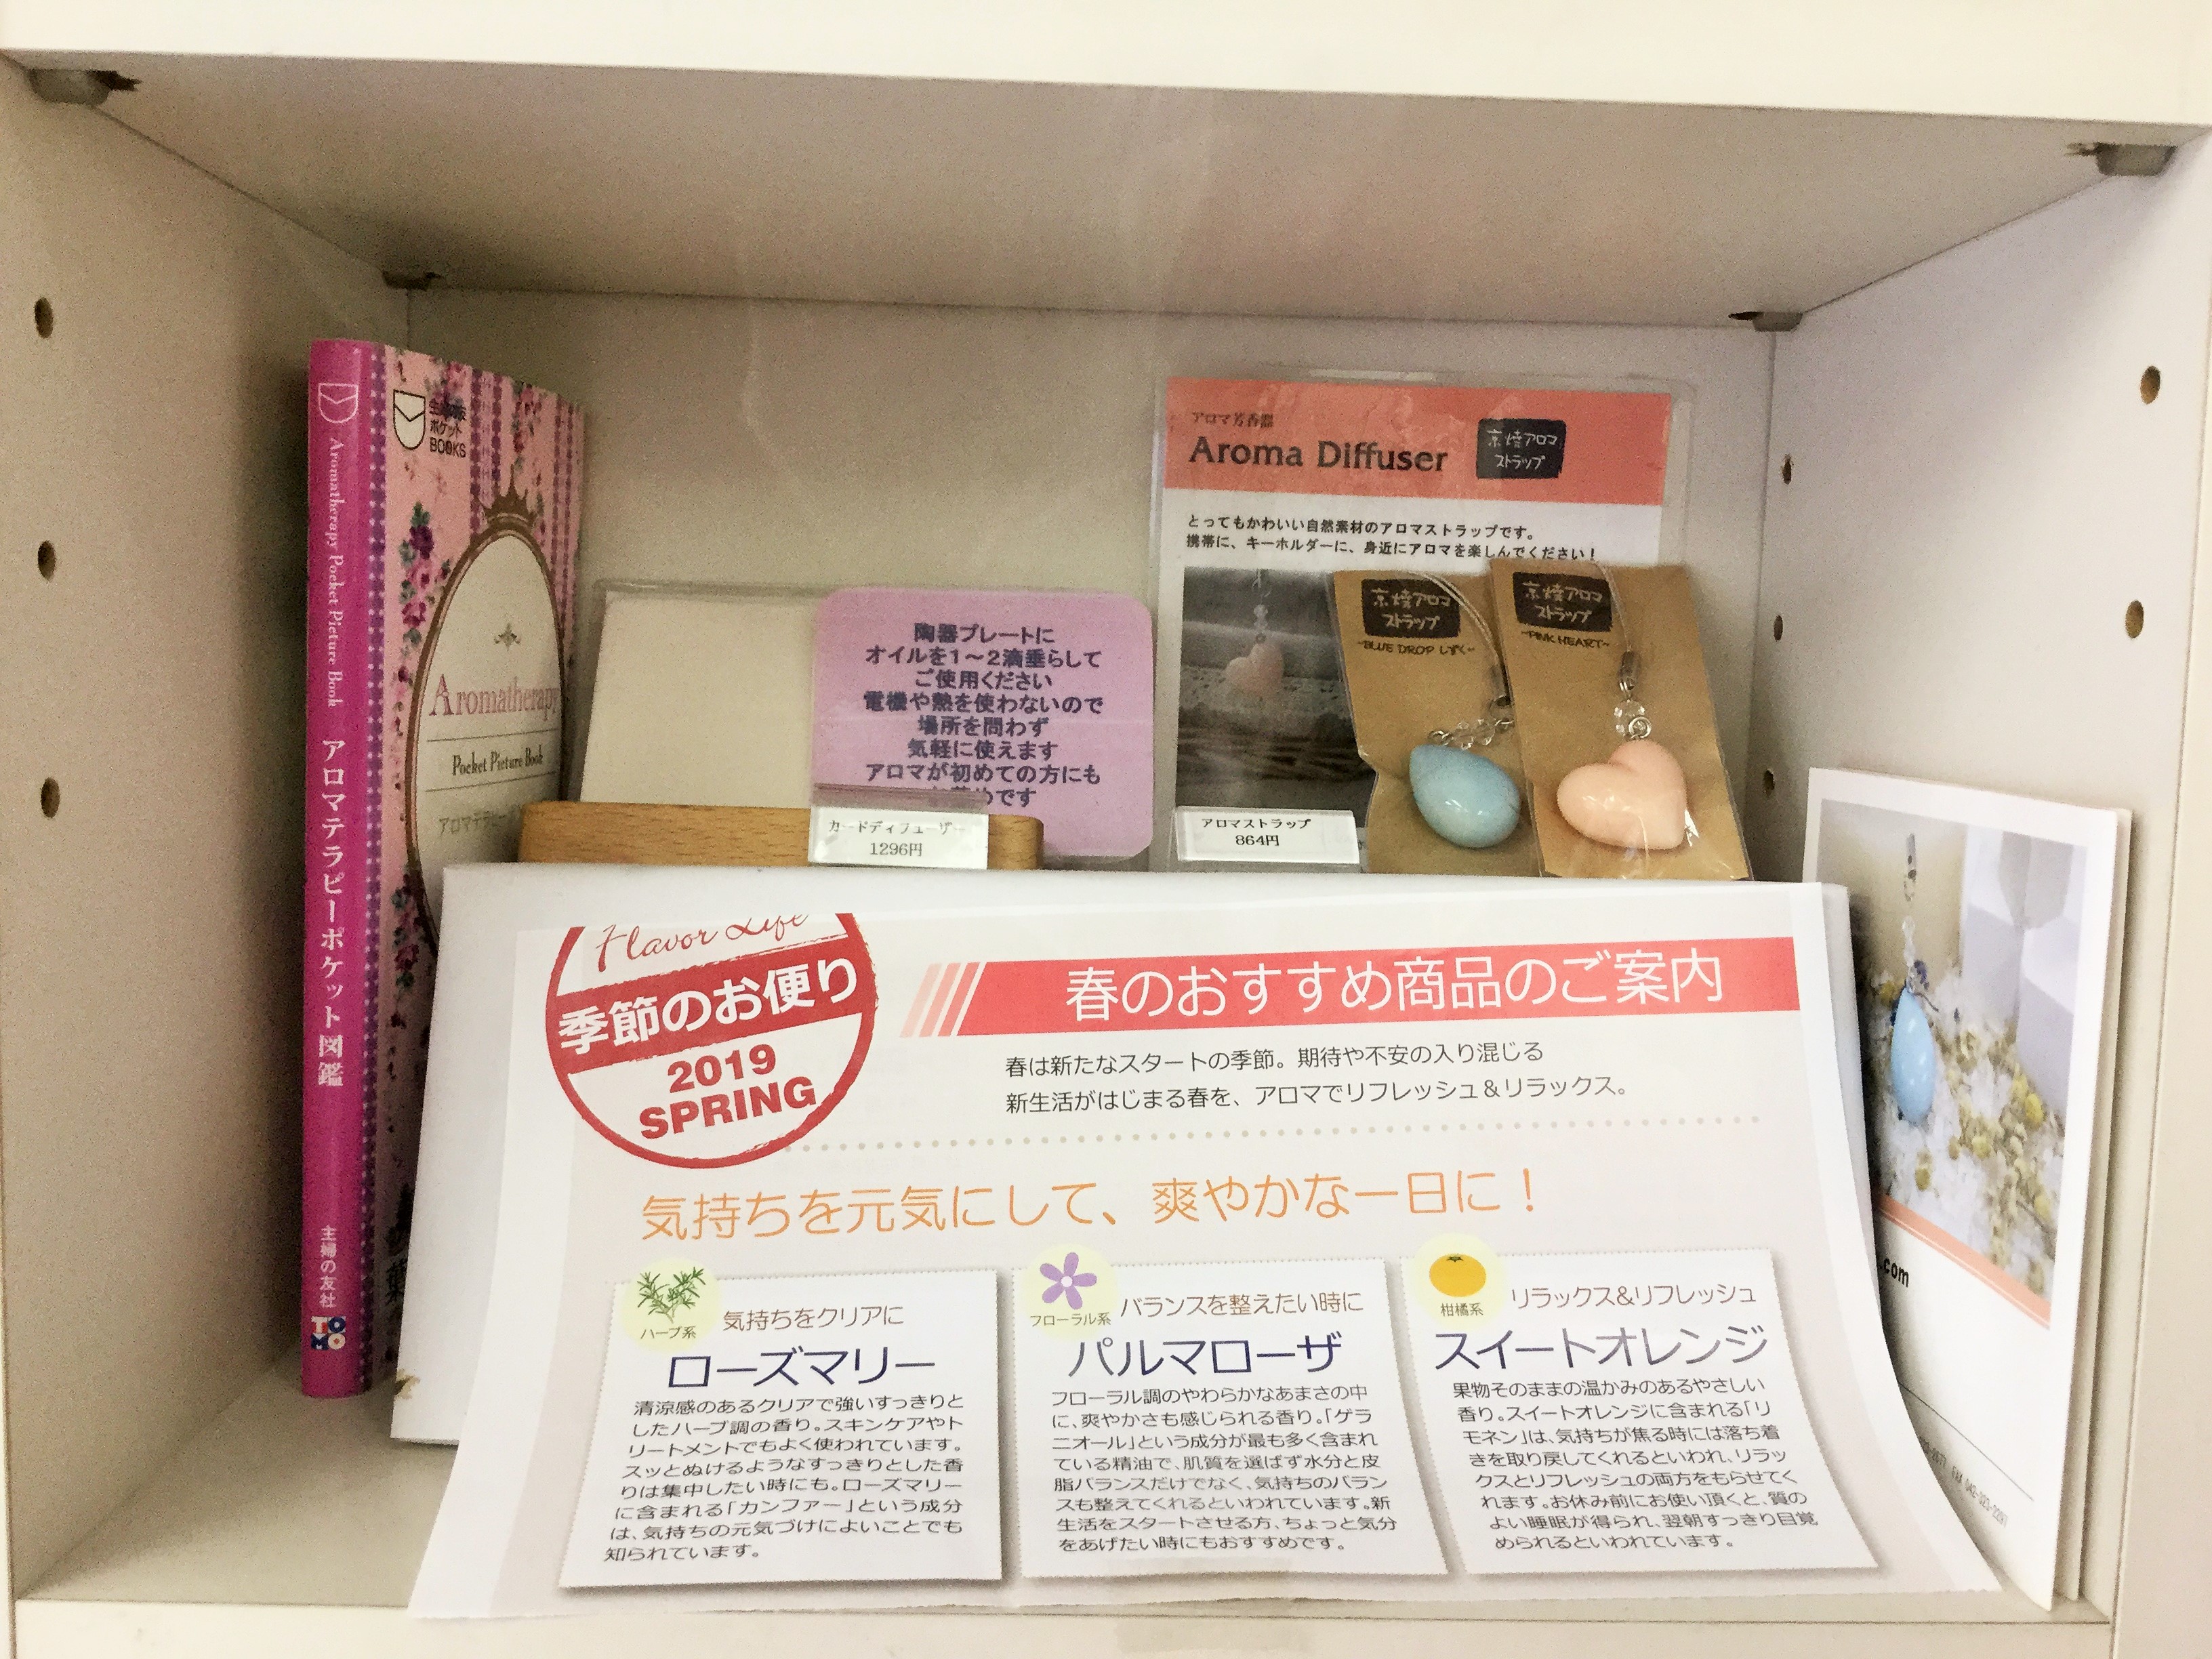 Aromatherapy Pocket Picture Book アロマテラピーポケット図鑑
主婦の友社
TOMO
ポケット
BOOKS
Aromatherapy
Pocket Picture Book
陶器プレートに
オイルを1〜2滴垂らして
ご使用ください
電機や熱を使わないので
場所を問わず
気軽に使えます
アロマが初めての方にも
カードディフューザー
1296円
アロマ芳香器
Aroma Diffuser
京焼アロマ
ストラップ
とってもかわいい自然素材のアロマストラップです。
携帯に、キーホルダーに、身近にアロマを楽しんでください！
京焼アロマ
ストラップ
~BLUE DROP しずく~
京焼アロマ
ストラップ
~PINK HEART~
アロマストラップ
864円
Flavor Life
季節のお便り
2019
SPRING
春のおすすめ商品のご案内
春は新たなスタートの季節。期待や不安の入り混じる
新生活がはじまる春を、アロマでリフレッシュ＆リラックス。
気持ちを元気にして、爽やかな一日に！
ハーブ系
気持ちをクリアに
ローズマリー
清涼感のあるクリアで強いすっきりと
したハーブ調の香り。スキンケアやト
リートメントでもよく使われています。
スッとぬけるようなすっきりとした香
りは集中したい時にも。ローズマリー
に含まれる「カンファー」という成分
は、気持ちの元気づけによいことでも
知られています。
フローラル系
バランスを整えたい時に
パルマローザ
フローラル調のやわらかなあまさの中
に、爽やかさも感じられる香り。「ゲラ
ニオール」という成分が最も多く含まれ
ている精油で、肌質を選ばず水分と皮
脂バランスだけでなく、気持ちのバラン
スも整えてくれるといわれています。新
生活をスタートさせる方、ちょっと気分
をあげたい時にもおすすめです。
柑橘系
リラックス&リフレッシュ
スイートオレンジ
果物そのままの温かみのあるやさしい
香り。スイートオレンジに含まれる「リ
モネン」は、気持ちが焦る時には落ち着
きを取り戻してくれるといわれ、リラッ
クスとリフレッシュの両方をもらせてく
れます。お休み前にお使い頂くと、質の
よい睡眠が得られ、翌朝すっきり目覚
められるといわれています。
.com